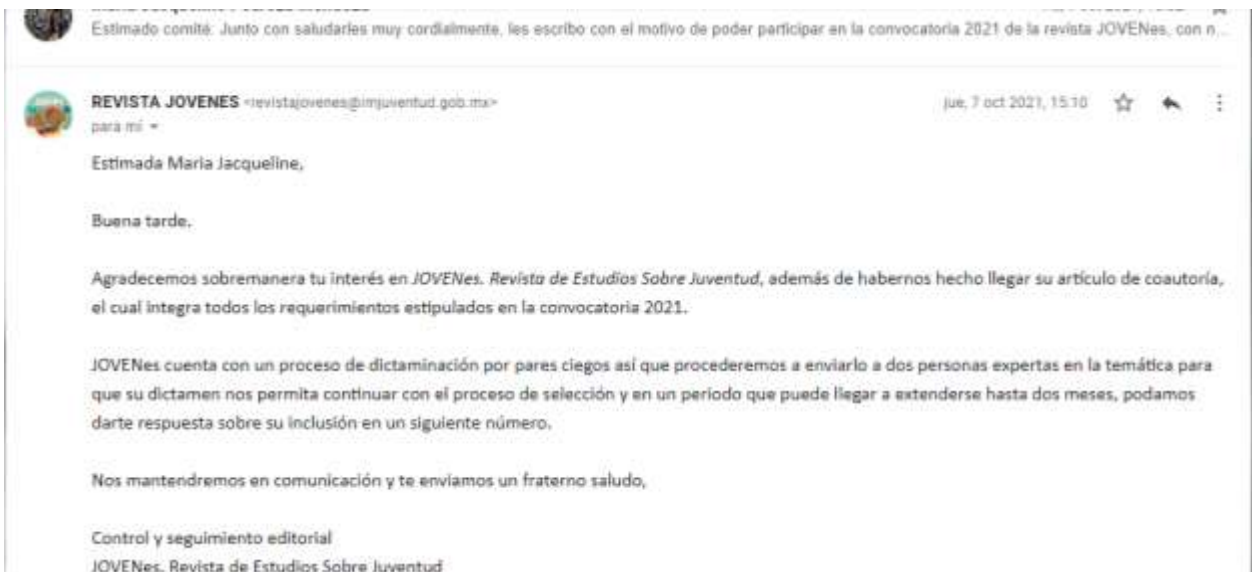 Estimado comité: Junto con saludarles muy cordialmente, les escribo con el motivo de poder participar en la convocatoria 2021 de la revista JOVENes, con n...
REVISTA JOVENES <revistajovenes@imjuventud.gob.mx>
jue, 7 oct 2021, 15:10
para mí
Estimada Maria Jacqueline,
Buena tarde.
Agradecemos sobremanera tu interés en JOVENes. Revista de Estudios Sobre Juventud, además de habernos hecho llegar su artículo de coautoría,
el cual integra todos los requerimientos estipulados en la convocatoria 2021.
JOVENes cuenta con un proceso de dictaminación por pares ciegos así que procederemos a enviarlo a dos personas expertas en la temática para
que su dictamen nos permita continuar con el proceso de selección y en un periodo que puede llegar a extenderse hasta dos meses, podamos
darte respuesta sobre su inclusión en un siguiente número.
Nos mantendremos en comunicación y te enviamos un fraterno saludo,
Control y seguimiento editorial
JOVENes. Revista de Estudios Sobre Juventud